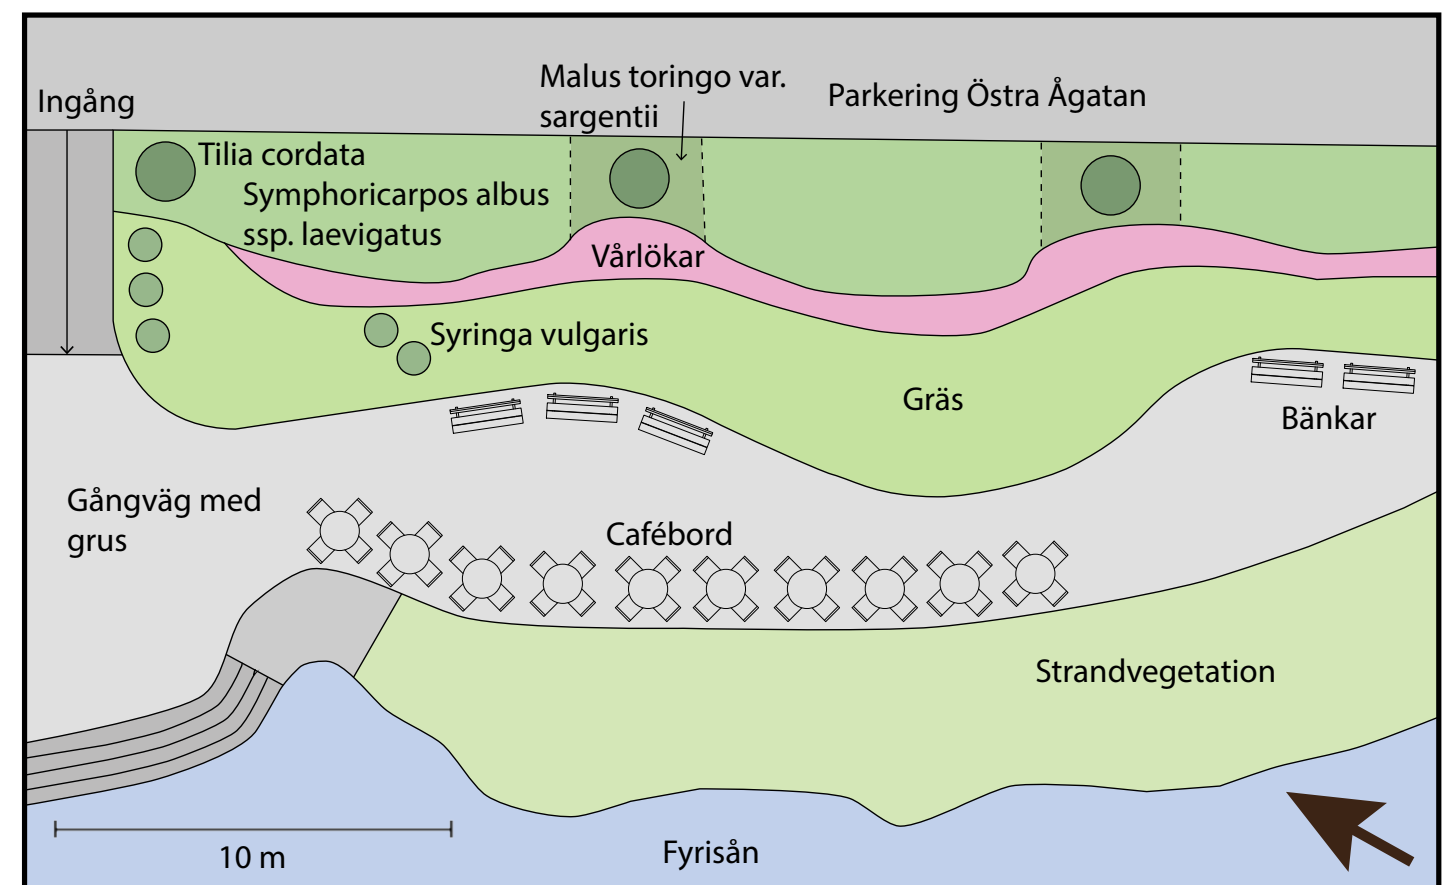 Ingång
Malus toringo var.
sargentii
Parkering Östra Ågatan
Tilia cordata
Symphoricarpos albus
ssp. laevigatus
Vårlökar
Syringa vulgaris
Gräs
Bänkar
Gångväg med
grus
Cafébord
Strandvegetation
10 m
Fyrisån